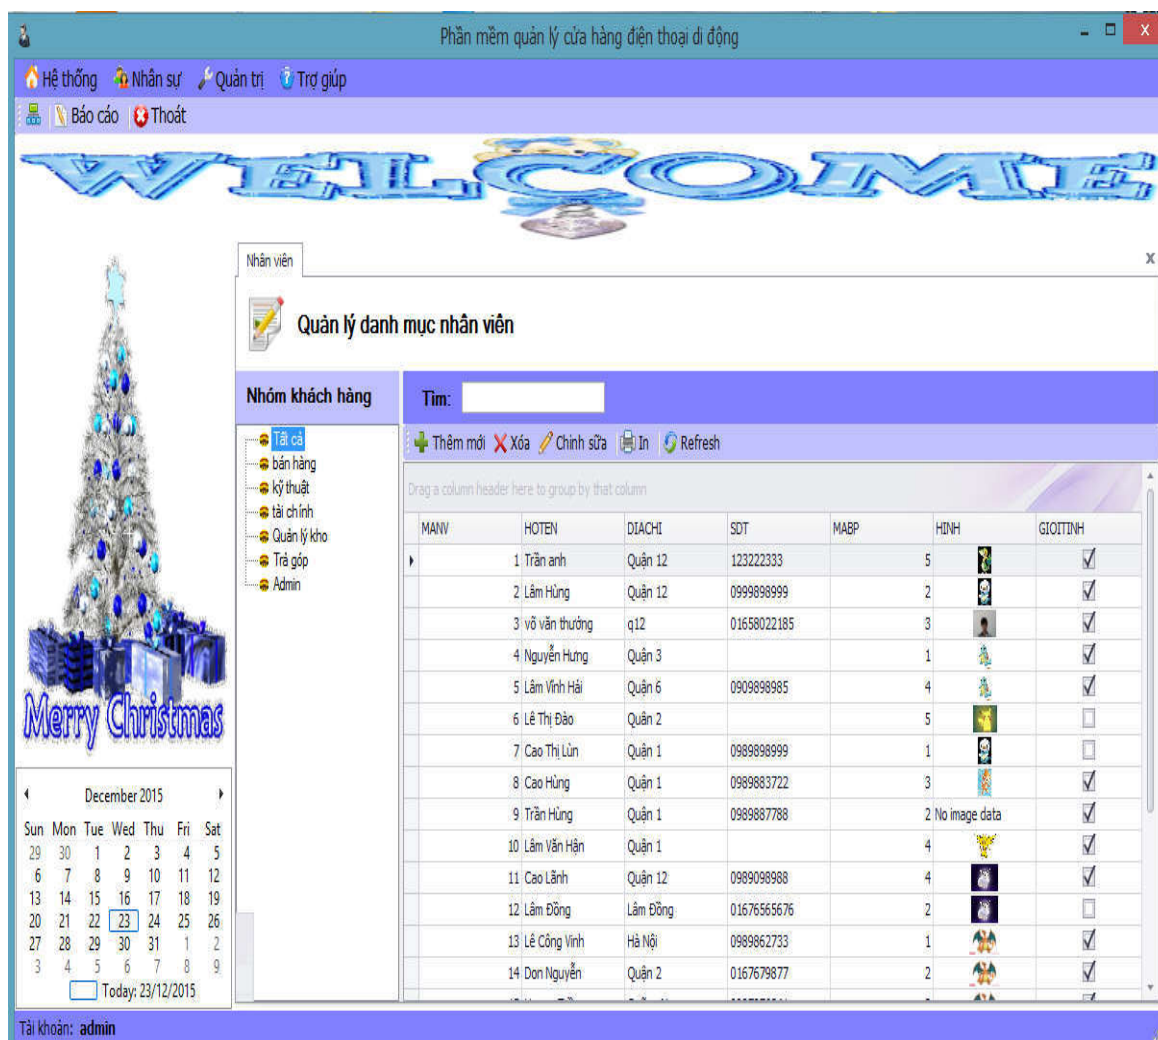 Phần mềm quản lý cửa hàng điện thoại di động
Hệ thống Nhân sự Quản trị Trợ giúp
Báo cáo Thoát
WELCOME
Nhân viên
Quản lý danh mục nhân viên
Nhóm khách hàng
Tìm:
Tất cả
bán hàng
kỹ thuật
tài chính
Quản lý kho
Trả góp
Admin
Thêm mới Xóa Chỉnh sữa In Refresh
Drag a column header here to group by that column
MANV HOTEN DIACHI SDT MABP HINH GIOITINH
1 Trần anh Quận 12 123222333 5
2 Lâm Hùng Quận 12 0999898999 2
3 võ văn thưởng q12 01658022185 3
4 Nguyễn Hưng Quận 3 1
5 Lâm Vĩnh Hải Quận 6 0909898985 4
6 Lê Thị Đào Quân 2 5
7 Cao Thị Lùn Quận 1 0989898999 1
8 Cao Hùng Quận 1 0989883722 3
9 Trần Hùng Quận 1 0989887788 2 No image data
10 Lâm Văn Hận Quận 1 4
11 Cao Lãnh Quận 12 0989098988 4
12 Lâm Đồng Lâm Đồng 01676565676 2
13 Lê Công Vinh Hà Nội 0989862733 1
14 Don Nguyễn Quận 2 0167679877 2
Merry Christmas
December 2015
Sun Mon Tue Wed Thu Fri Sat
29 30 1 2 3 4 5
6 7 8 9 10 11 12
13 14 15 16 17 18 19
20 21 22 23 24 25 26
27 28 29 30 31 1 2
3 4 5 6 7 8 9
Today: 23/12/2015
Tài khoản: admin